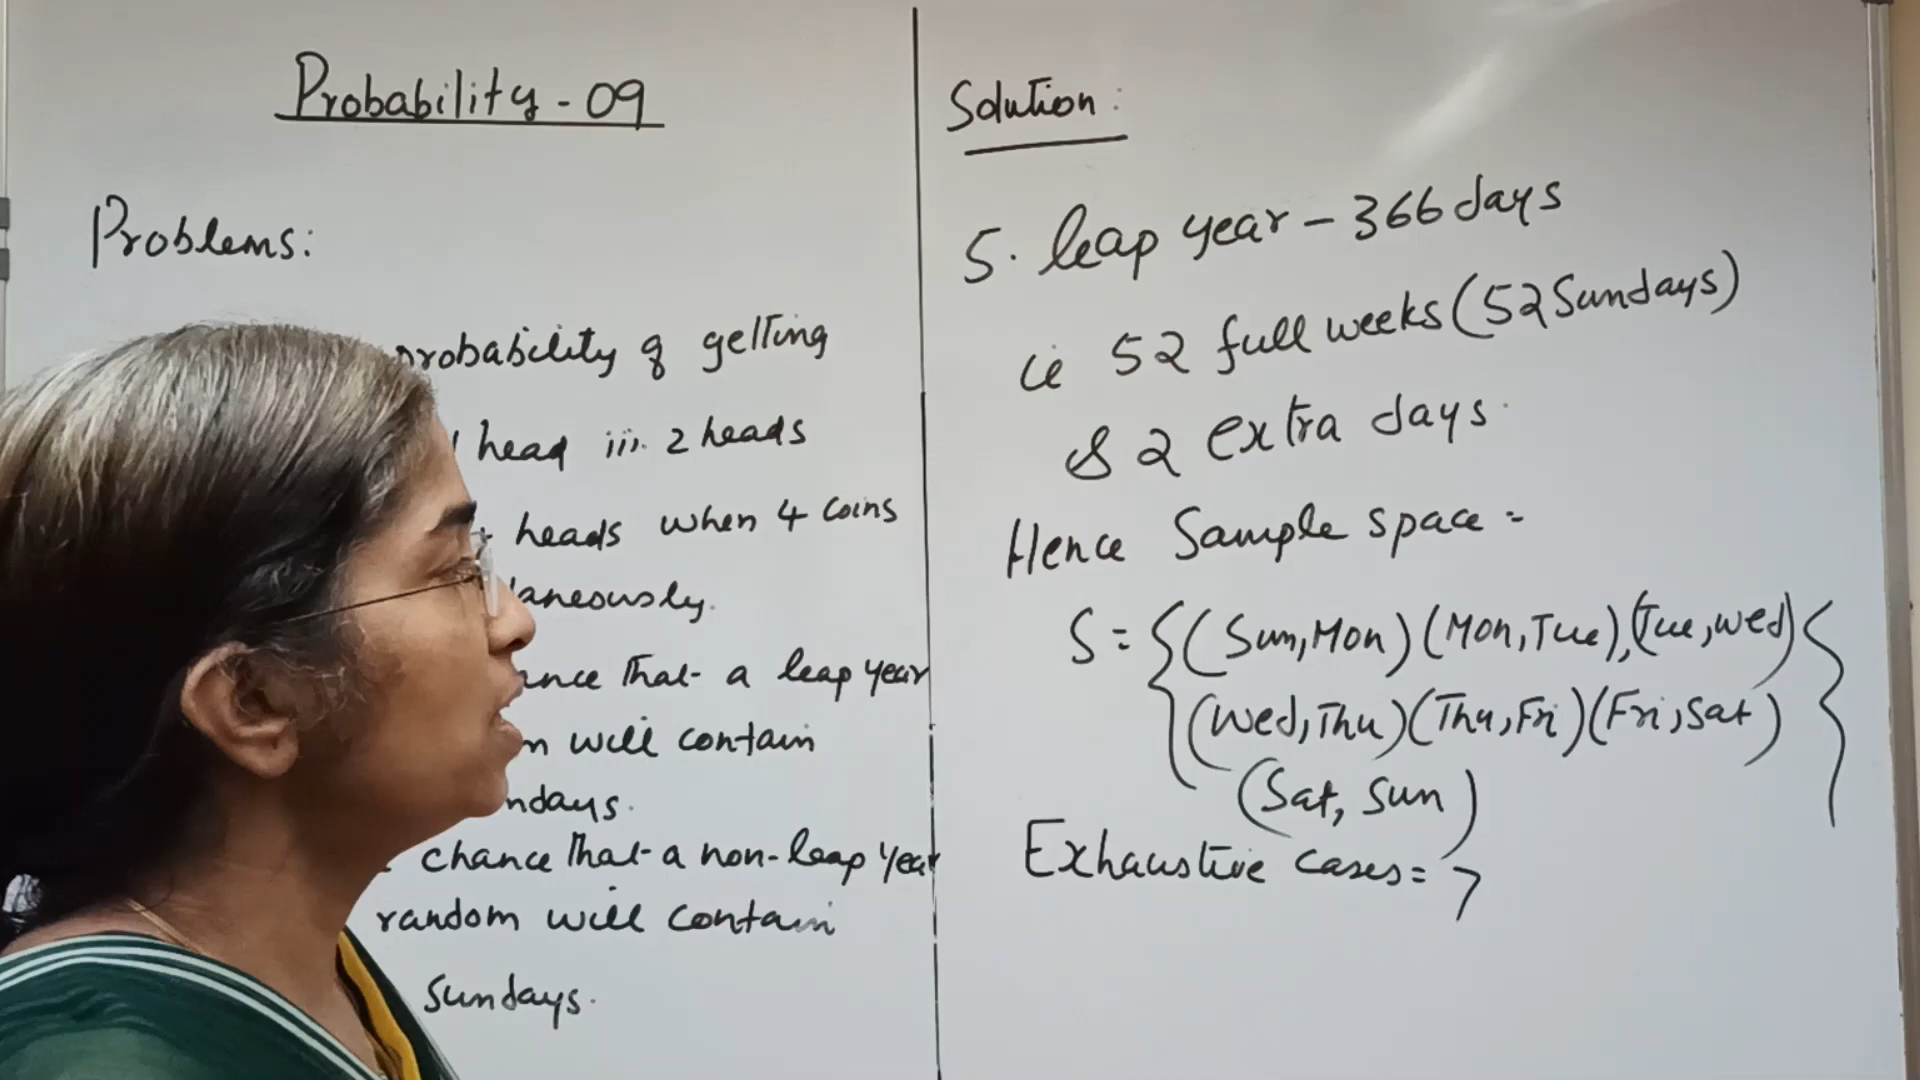 Probability - 09
Problems:
probability of getting
head iii. 2 heads
heads when 4 coins
taneously.
ance that a leap year
m will contain
ndays.
chance that a non-leap year
random will contain
Sundays.
Solution:
5. leap year - 366 days
ie 52 full weeks (52 Sundays)
& 2 extra days.
Hence Sample space =
S = {(Sun, Mon) (Mon, Tue), (Tue, Wed)
(Wed, Thu) (Thu, Fri) (Fri, Sat)
(Sat, Sun) }
Exhaustive cases = 7